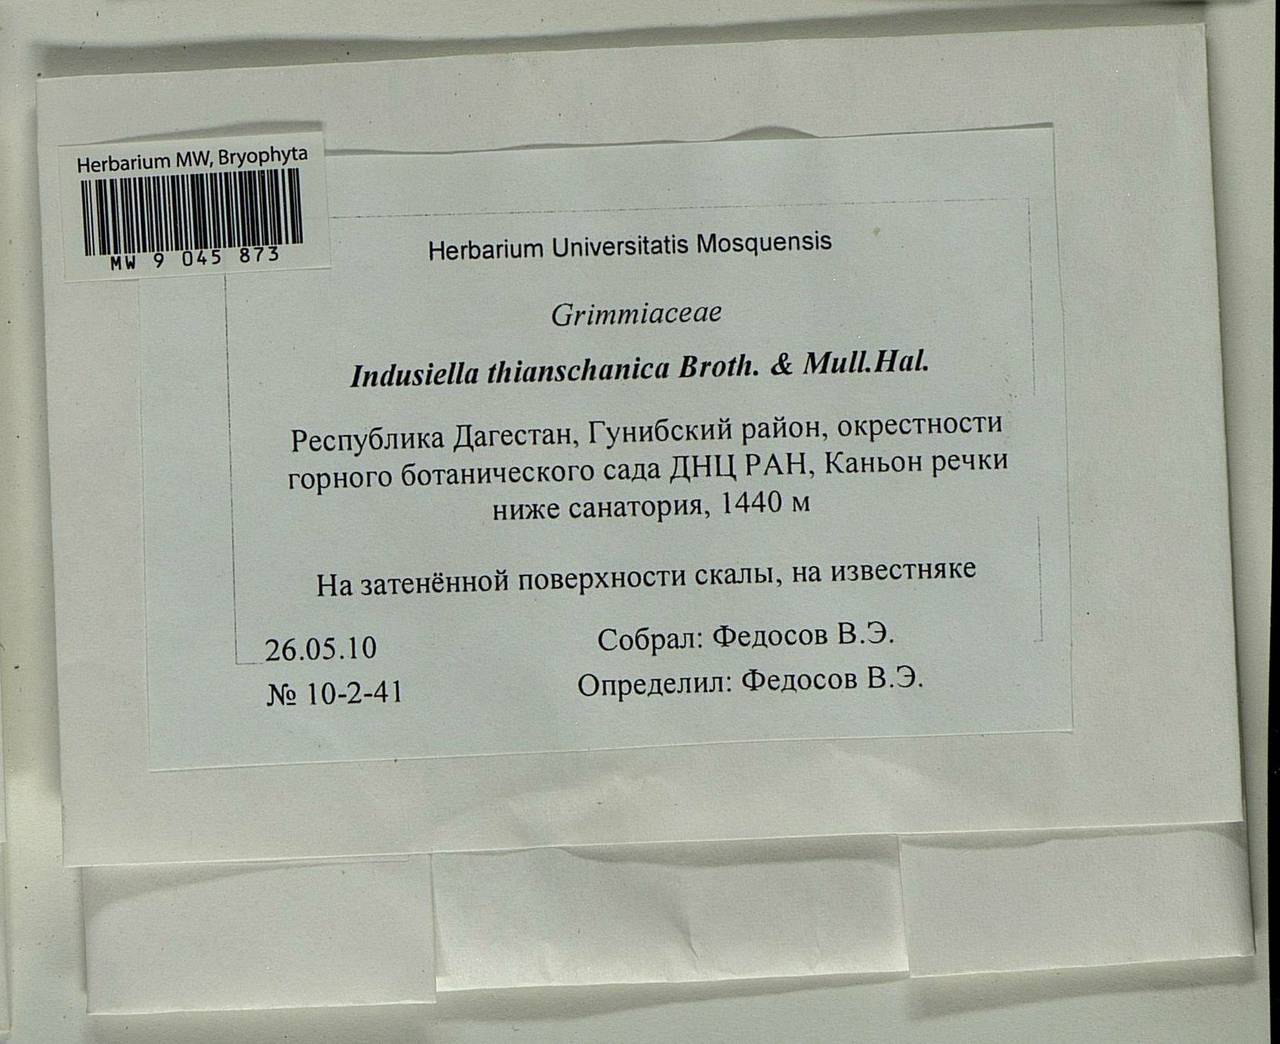 Herbarium MW, Bryophyta
MW 9 045 873
Herbarium Universitatis Mosquensis
Grimmiaceae
Indusiella thianschanica Broth. & Mull.Hal.
Республика Дагестан, Гунибский район, окрестности
горного ботанического сада ДНЦ РАН, Каньон речки
ниже санатория, 1440 м
На затенённой поверхности скалы, на известняке
26.05.10 Собрал: Федосов В.Э.
№ 10-2-41 Определил: Федосов В.Э.